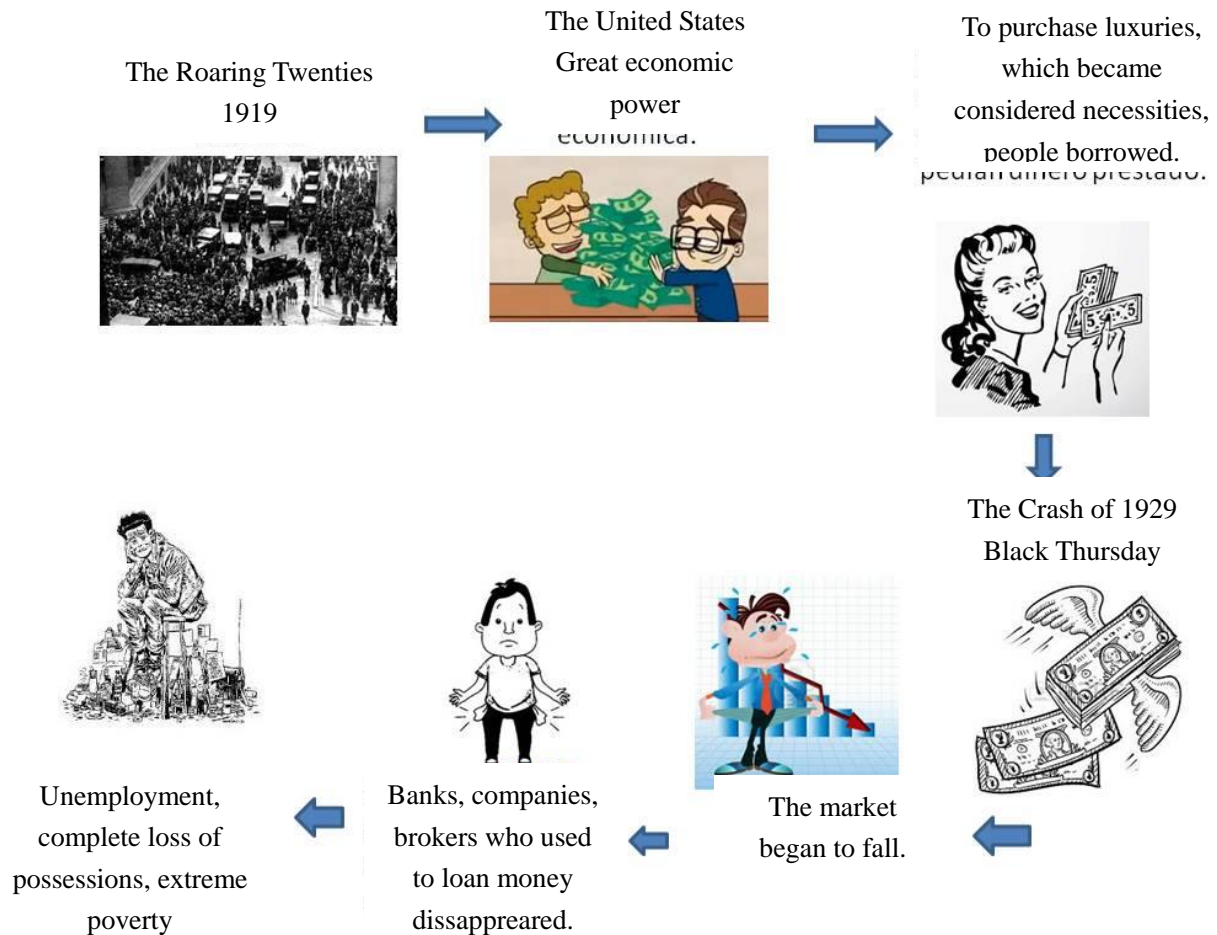 The Roaring Twenties
1919
The United States
Great economic
power
económica.
To purchase luxuries,
which became
considered necessities,
people borrowed.
pedían dinero prestado.
The Crash of 1929
Black Thursday
The market
began to fall.
Banks, companies,
brokers who used
to loan money
dissappreared.
Unemployment,
complete loss of
possessions, extreme
poverty